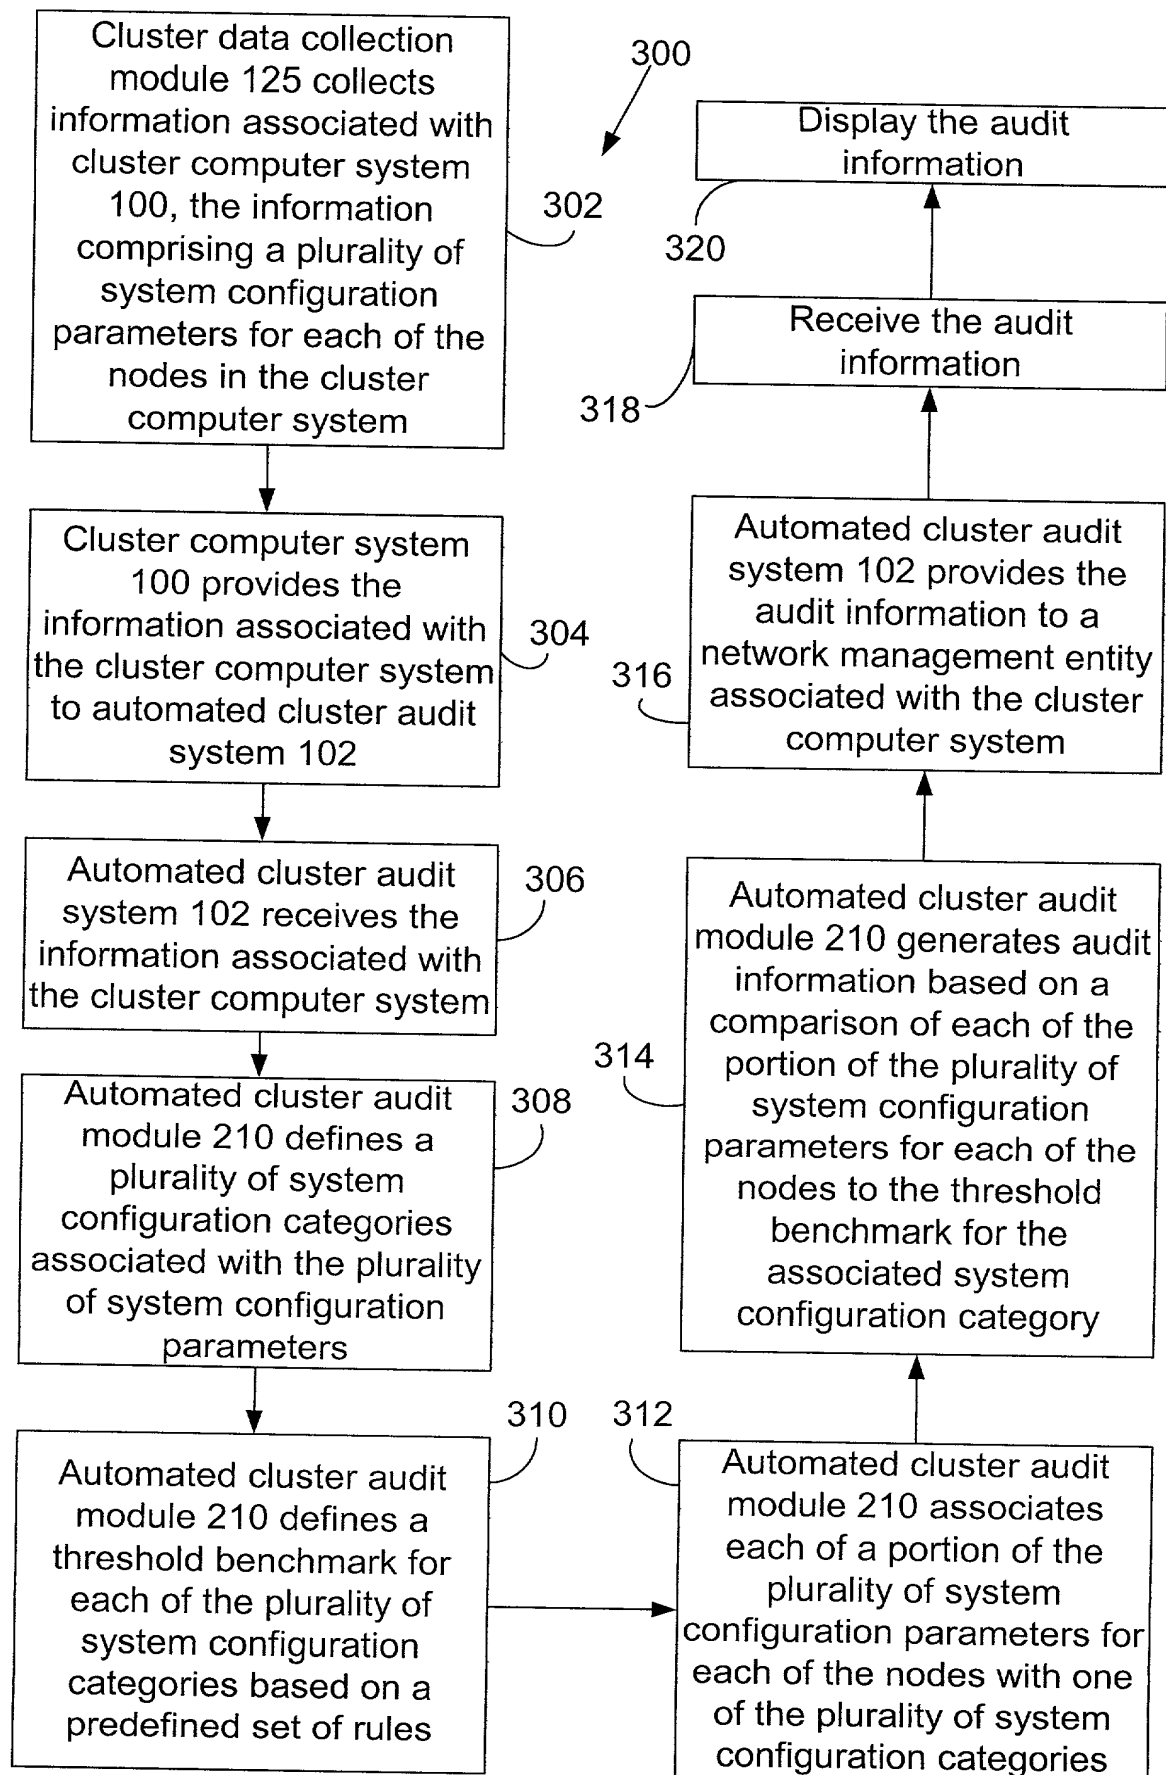 Cluster data collection
module 125 collects
information associated with
cluster computer system
100, the information
comprising a plurality of
system configuration
parameters for each of the
nodes in the cluster
computer system
302
300
Cluster computer system
100 provides the
information associated with
the cluster computer system
to automated cluster audit
system 102
304
Automated cluster audit
system 102 receives the
information associated with
the cluster computer system
306
Automated cluster audit
module 210 defines a
plurality of system
configuration categories
associated with the plurality
of system configuration
parameters
308
Automated cluster audit
module 210 defines a
threshold benchmark for
each of the plurality of
system configuration
categories based on a
predefined set of rules
310
312
Automated cluster audit
module 210 associates
each of a portion of the
plurality of system
configuration parameters for
each of the nodes with one
of the plurality of system
configuration categories
314
Automated cluster audit
module 210 generates audit
information based on a
comparison of each of the
portion of the plurality of
system configuration
parameters for each of the
nodes to the threshold
benchmark for the
associated system
configuration category
316
Automated cluster audit
system 102 provides the
audit information to a
network management entity
associated with the cluster
computer system
318
Receive the audit
information
320
Display the audit
information